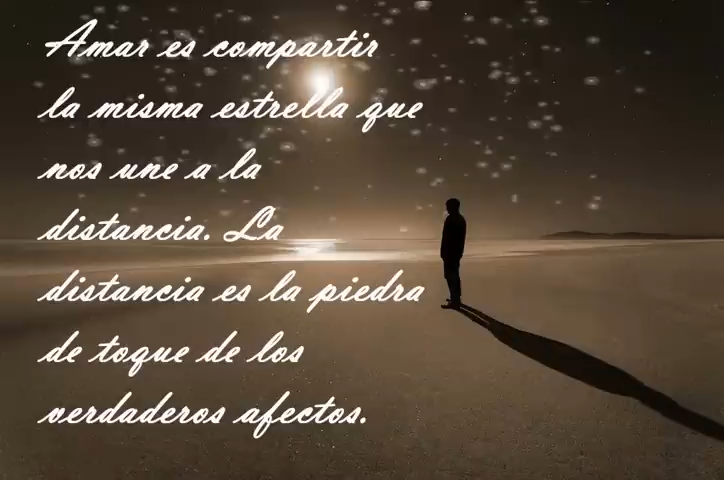 Amar es compartir
la misma estrella que
nos une a la
distancia. La
distancia es la piedra
de toque de los
verdaderos afectos.